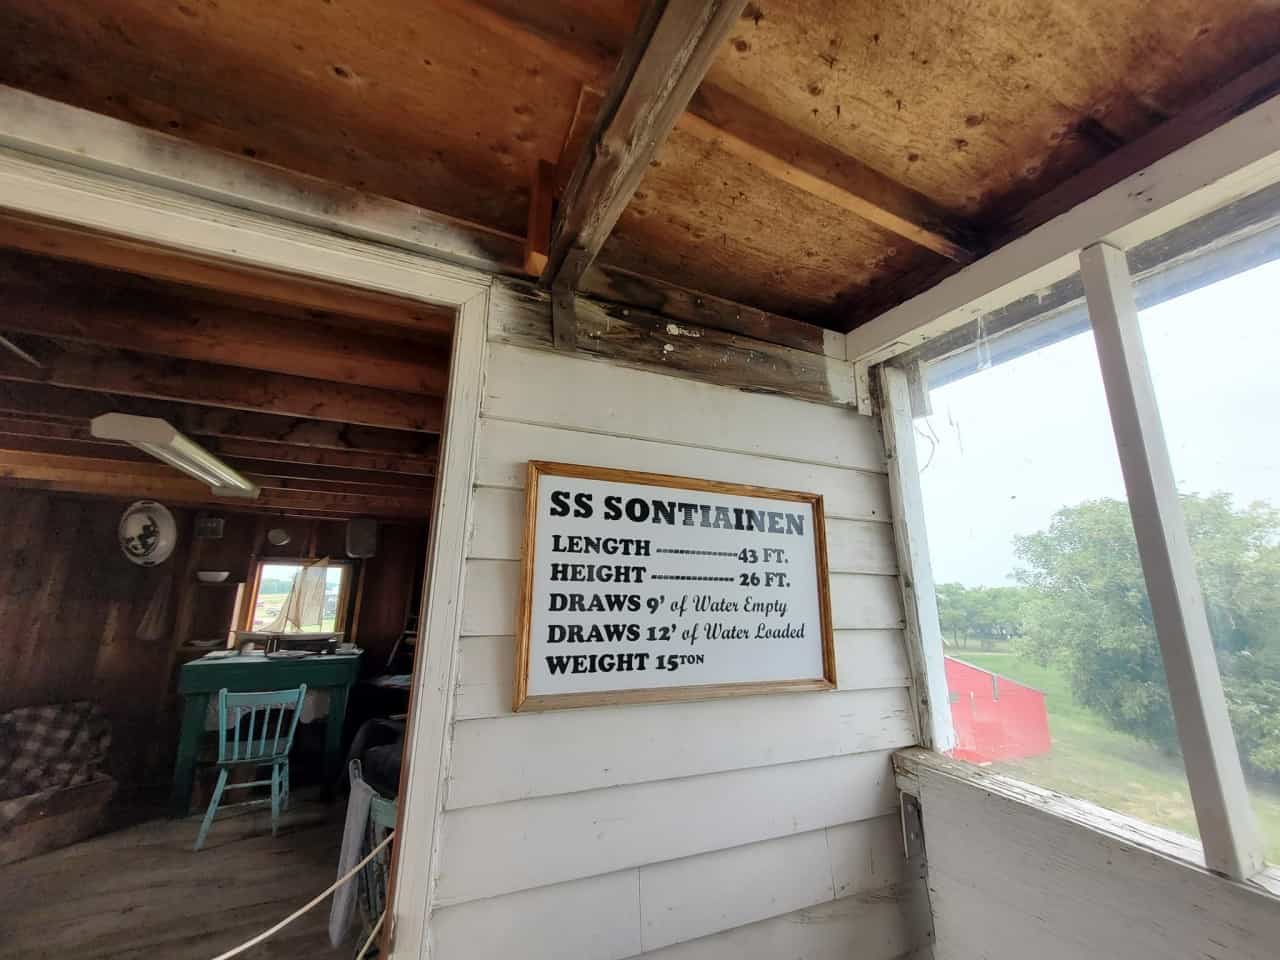 SS SONTIAINEN
LENGTH -------------- 43 FT.
HEIGHT -------------- 26 FT.
DRAWS 9' of Water Empty
DRAWS 12' of Water Loaded
WEIGHT 15TON